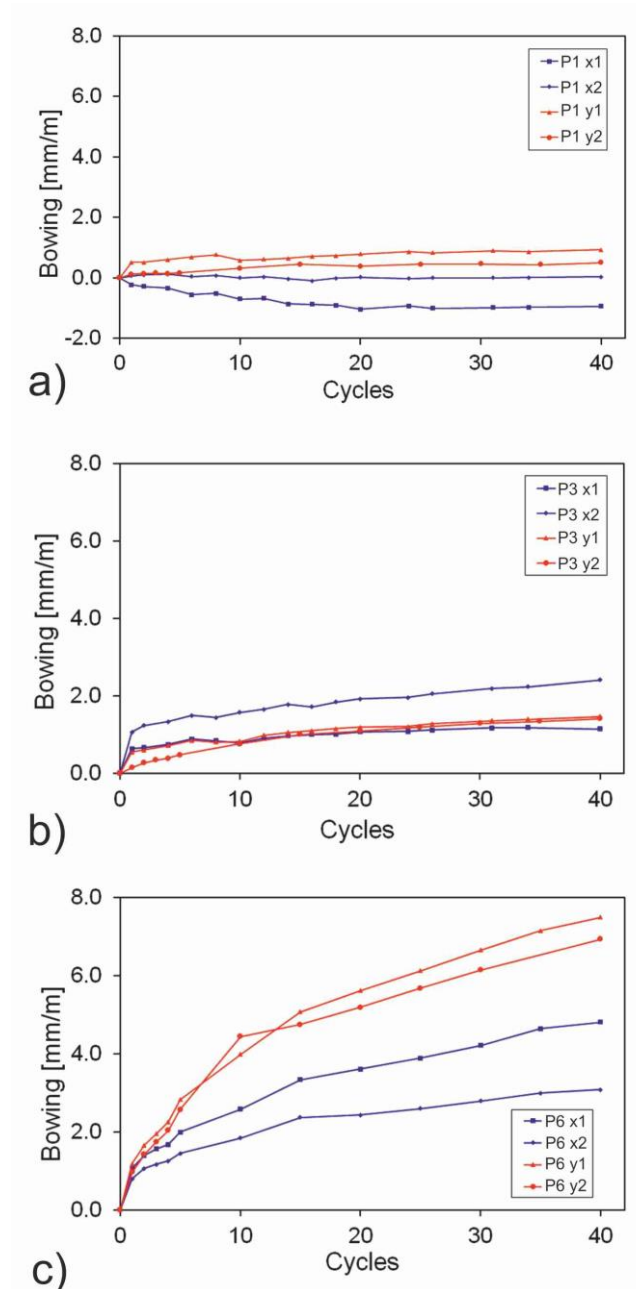 8.0
6.0
4.0
2.0
0.0
-2.0
Bowing [mm/m]
P1 x1
P1 x2
P1 y1
P1 y2
0 10 20 30 40
Cycles
a)
8.0
6.0
4.0
2.0
0.0
Bowing [mm/m]
P3 x1
P3 x2
P3 y1
P3 y2
0 10 20 30 40
Cycles
b)
8.0
6.0
4.0
2.0
0.0
Bowing [mm/m]
P6 x1
P6 x2
P6 y1
P6 y2
0 10 20 30 40
Cycles
c)